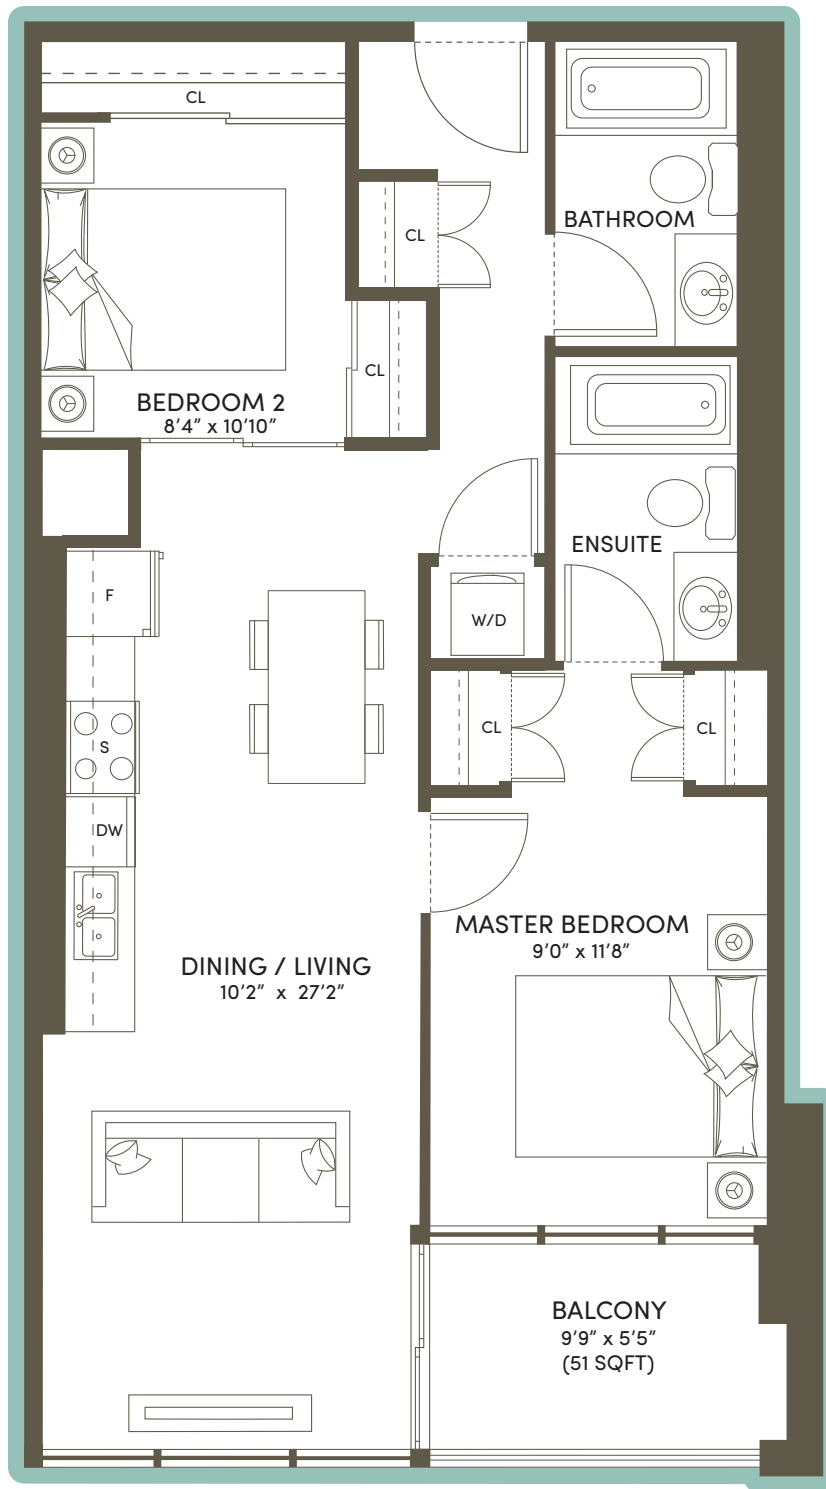 CL
BATHROOM
CL
CL
BEDROOM 2
8’4” x 10’10”
ENSUITE
F
W/D
CL
CL
S
DW
MASTER BEDROOM
9’0” x 11’8”
DINING / LIVING
10’2” x 27’2”
BALCONY
9’9” x 5’5”
(51 SQFT)